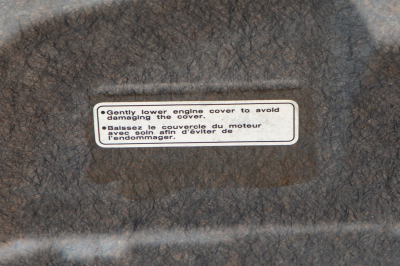 •Gently lower engine cover to avoid
damaging the cover.
•Baissez le couvercle du moteur
avec soin afin d'éviter de
l'endommager.